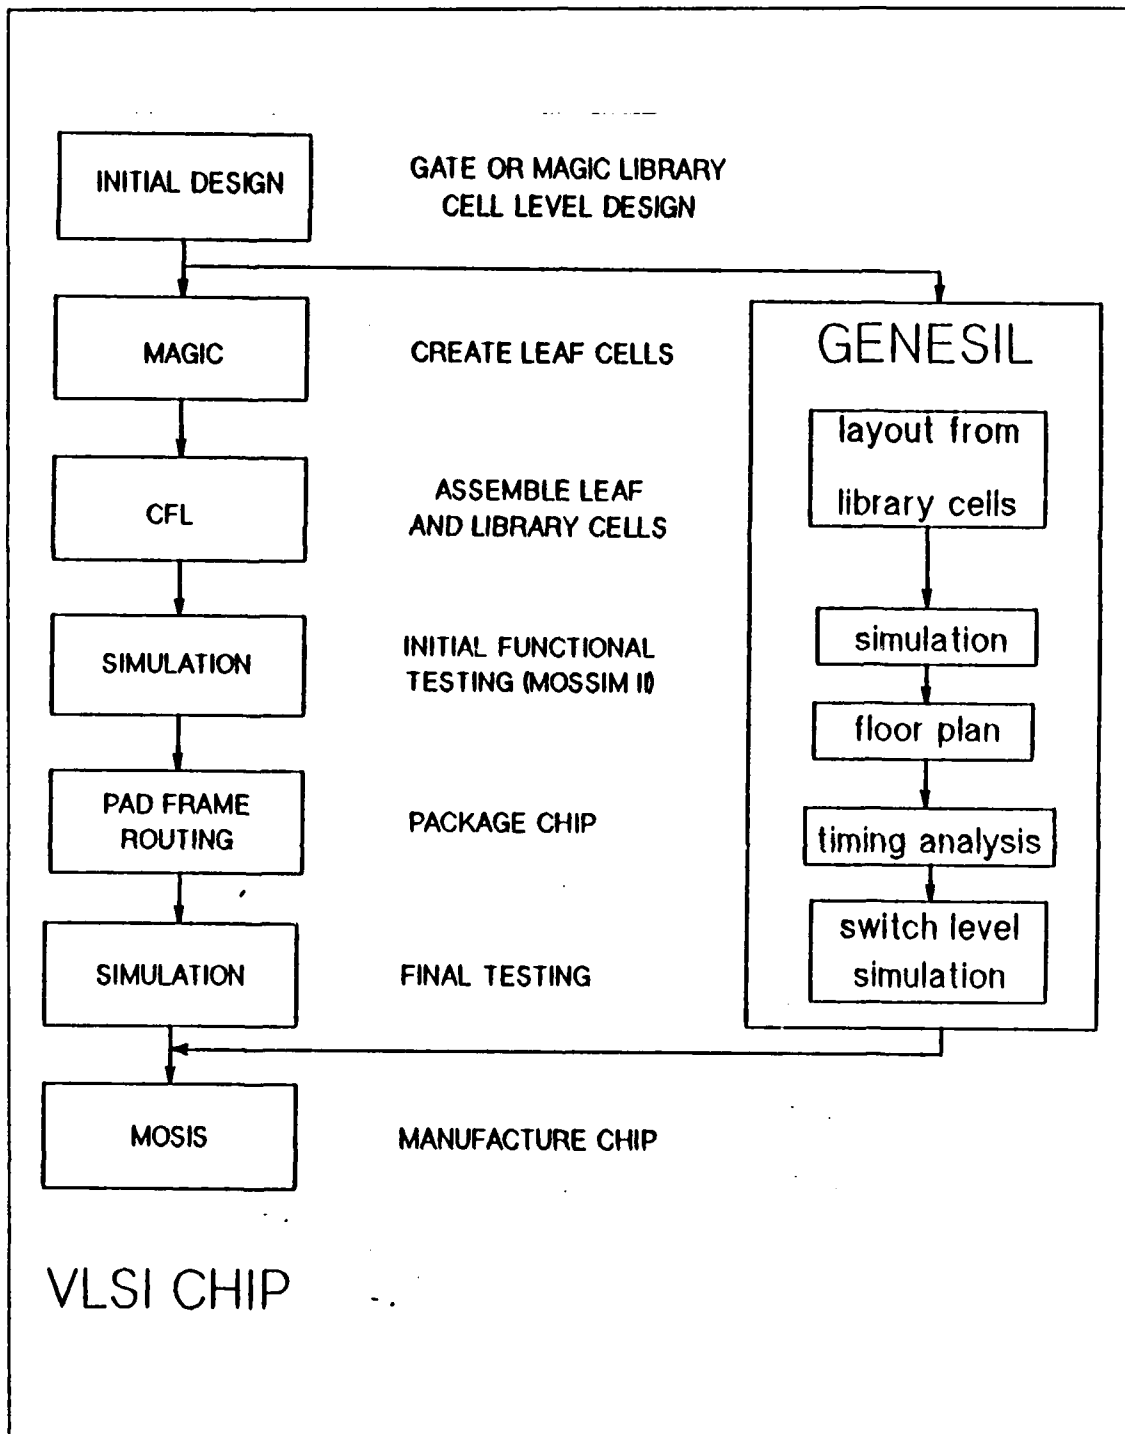 INITIAL DESIGN
GATE OR MAGIC LIBRARY
CELL LEVEL DESIGN
MAGIC
CREATE LEAF CELLS
CFL
ASSEMBLE LEAF
AND LIBRARY CELLS
SIMULATION
INITIAL FUNCTIONAL
TESTING (MOSSIM II)
PAD FRAME
ROUTING
PACKAGE CHIP
SIMULATION
FINAL TESTING
MOSIS
MANUFACTURE CHIP
GENESIL
layout from
library cells
simulation
floor plan
timing analysis
switch level
simulation
VLSI CHIP